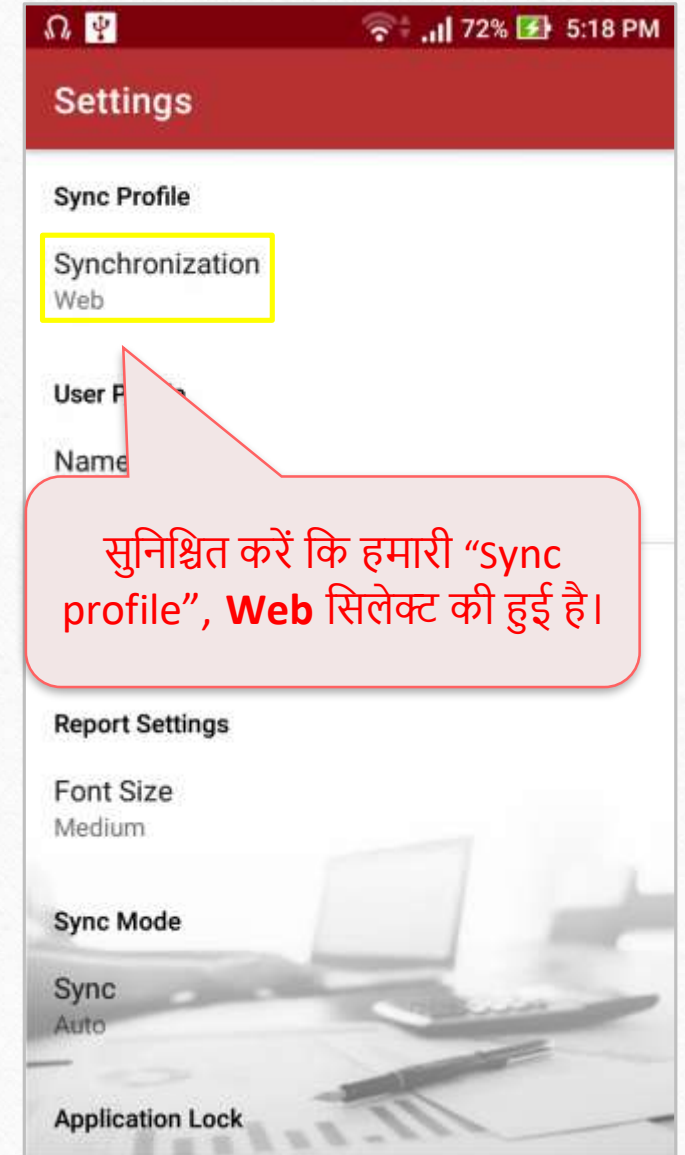 72% 5:18 PM
Settings
Sync Profile
Synchronization
Web
User P
Name
सुनिश्चित करें कि हमारी “Sync
profile”, Web सिलेक्ट की हुई है।
Report Settings
Font Size
Medium
Sync Mode
Sync
Auto
Application Lock